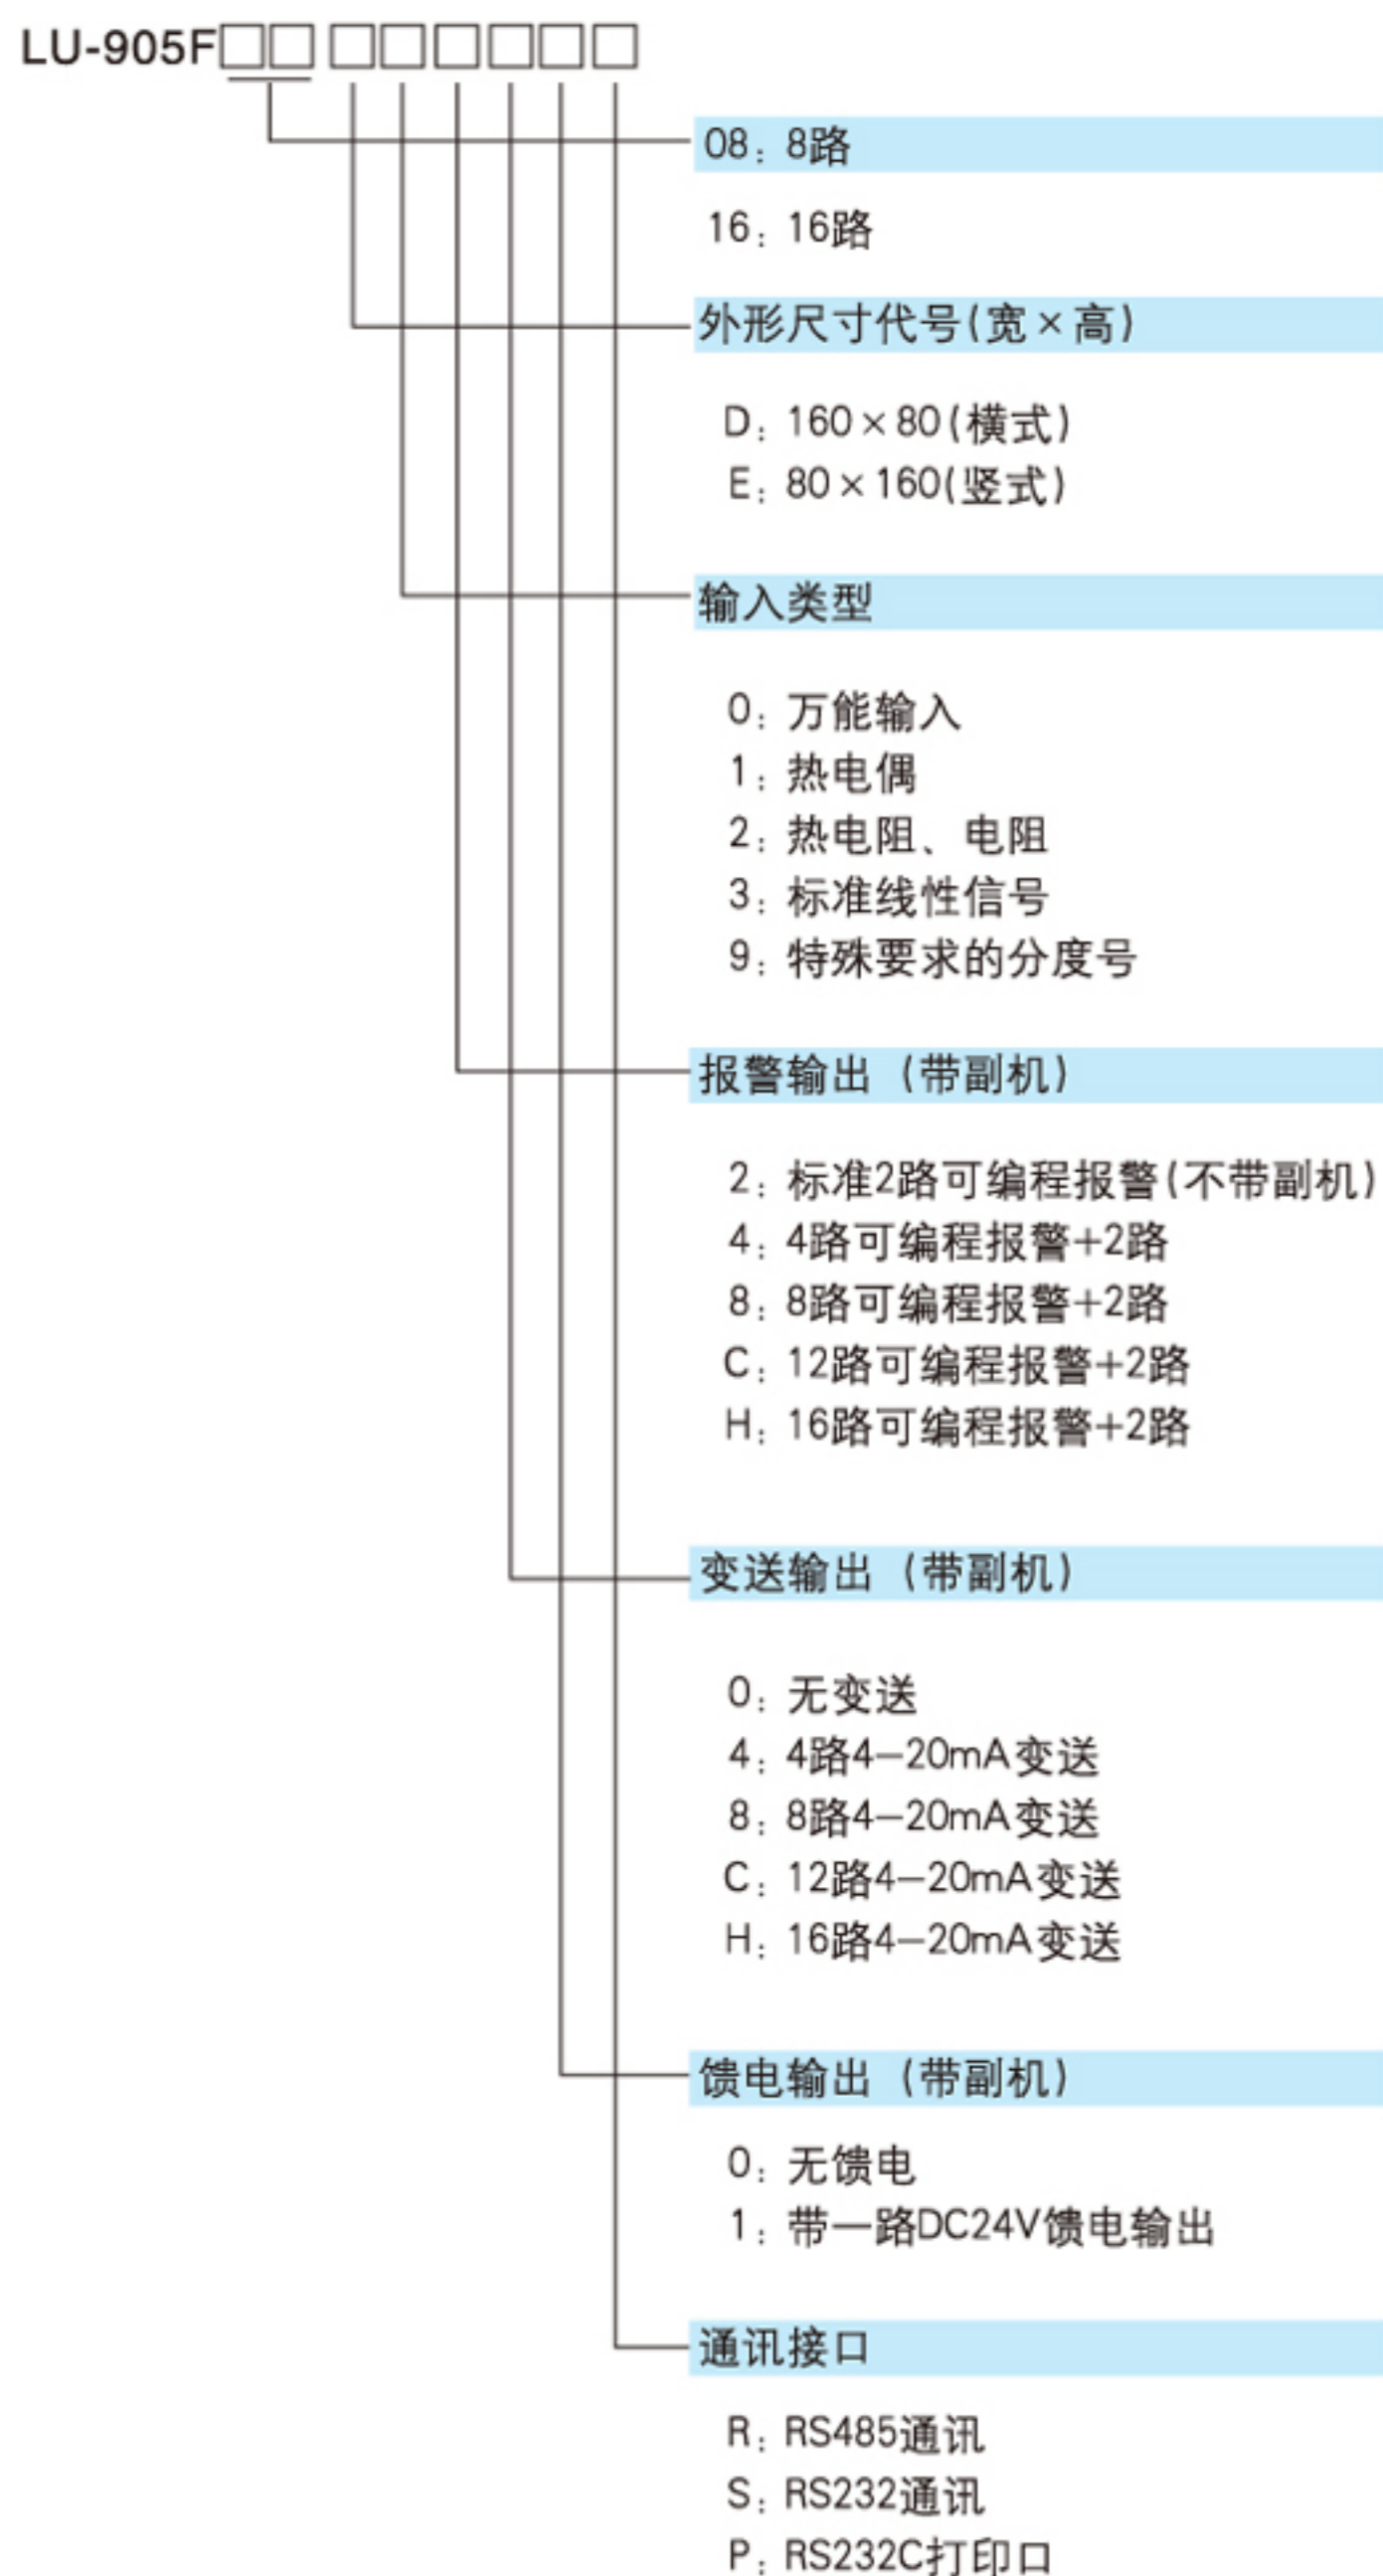 LU-905F□□ □□□□□□
08：8路
16：16路
外形尺寸代号(宽×高)
D：160×80(横式)
E：80×160(竖式)
输入类型
0：万能输入
1：热电偶
2：热电阻、电阻
3：标准线性信号
9：特殊要求的分度号
报警输出（带副机）
2：标准2路可编程报警(不带副机)
4：4路可编程报警+2路
8：8路可编程报警+2路
C：12路可编程报警+2路
H：16路可编程报警+2路
变送输出（带副机）
0：无变送
4：4路4—20mA变送
8：8路4—20mA变送
C：12路4—20mA变送
H：16路4—20mA变送
馈电输出（带副机）
0：无馈电
1：带一路DC24V馈电输出
通讯接口
R：RS485通讯
S：RS232通讯
P：RS232C打印口